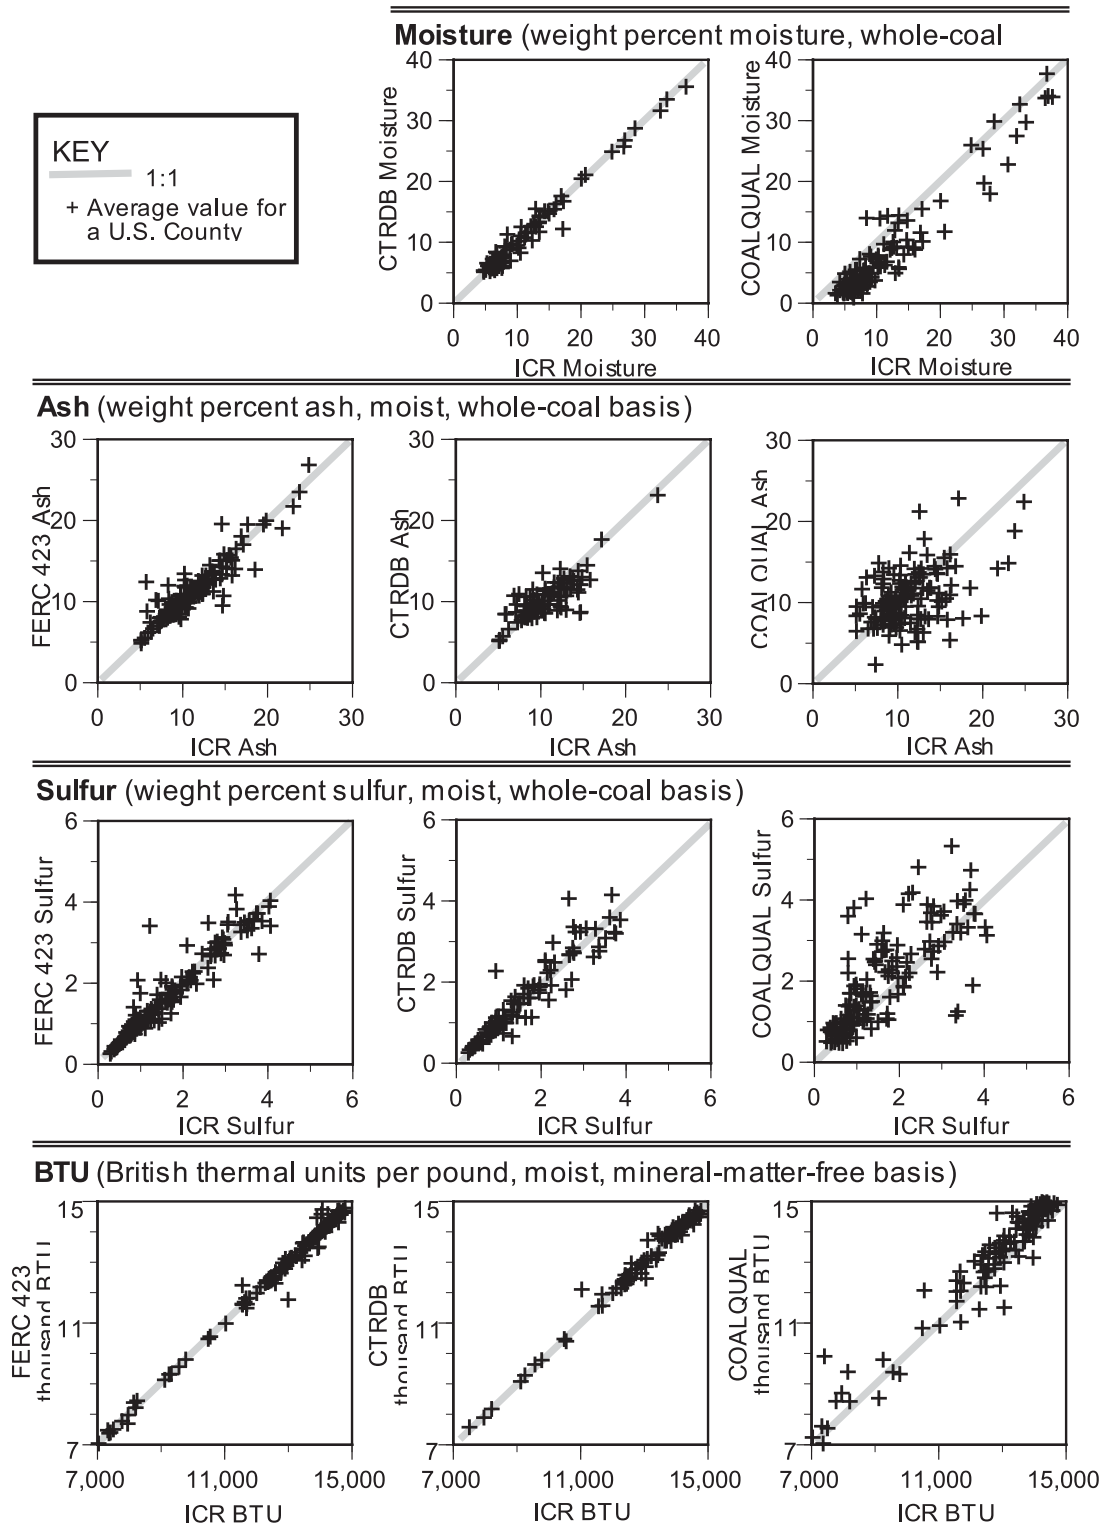 Moisture (weight percent moisture, whole-coal
KEY
1:1
+ Average value for
a U.S. County
40
30
20
10
0
CTRDB Moisture
0 10 20 30 40
ICR Moisture
40
30
20
10
0
COALQUAL Moisture
0 10 20 30 40
ICR Moisture
Ash (weight percent ash, moist, whole-coal basis)
30
20
10
0
FERC 423 Ash
0 10 20 30
ICR Ash
30
20
10
0
CTRDB Ash
0 10 20 30
ICR Ash
30
20
10
0
COALQUAL Ash
0 10 20 30
ICR Ash
Sulfur (wieght percent sulfur, moist, whole-coal basis)
6
4
2
0
FERC 423 Sulfur
0 2 4 6
ICR Sulfur
6
4
2
0
CTRDB Sulfur
0 2 4 6
ICR Sulfur
6
4
2
0
COALQUAL Sulfur
0 2 4 6
ICR Sulfur
BTU (British thermal units per pound, moist, mineral-matter-free basis)
15
11
7
FERC 423
thousand BTU
7,000 11,000 15,000
ICR BTU
15
11
7
CTRDB
thousand BTU
7,000 11,000 15,000
ICR BTU
15
11
7
COALQUAL
thousand BTU
7,000 11,000 15,000
ICR BTU